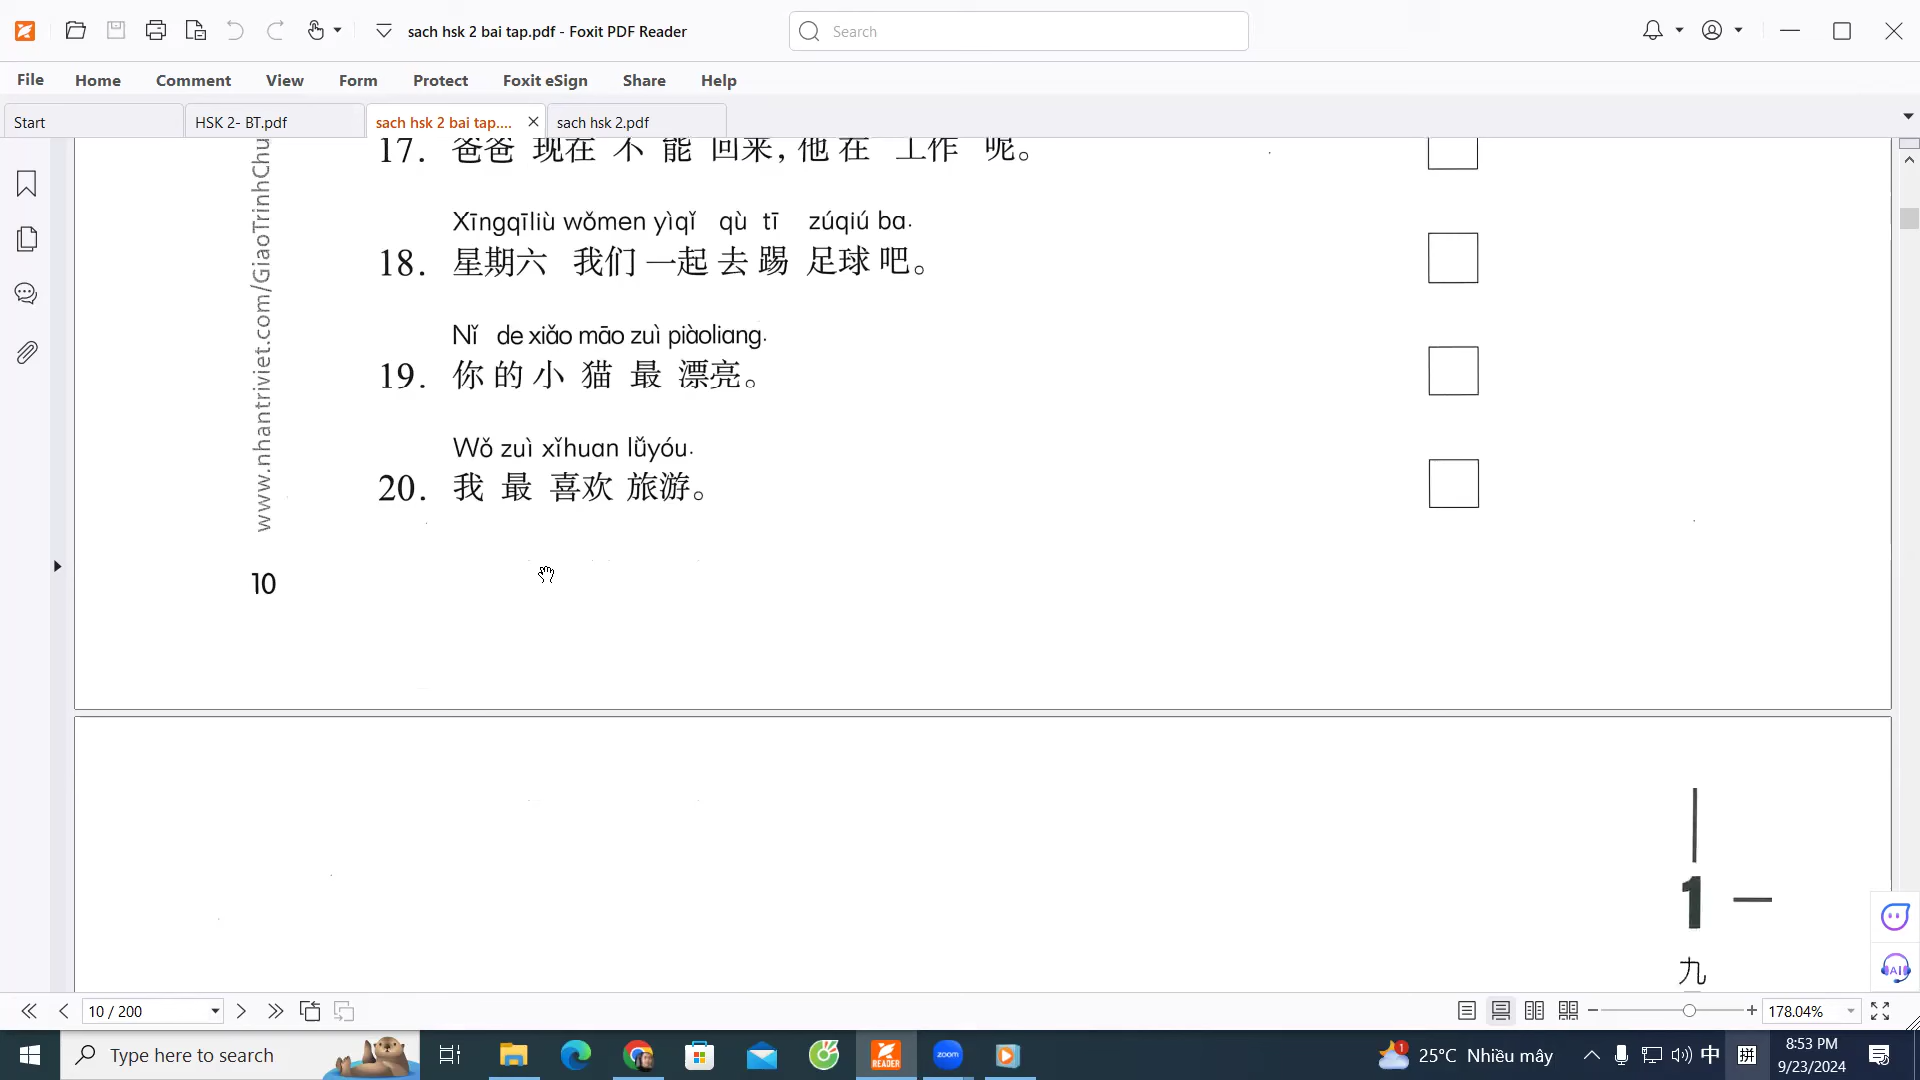 sach hsk 2 bai tap.pdf - Foxit PDF Reader
Search
File Home Comment View Form Protect Foxit eSign Share Help
Start
HSK 2- BT.pdf
sach hsk 2 bai tap....
sach hsk 2.pdf
www.nhantriviet.com/GiaoTrinhChu
17. 爸爸 现在 不 能 回来, 他 在 工作 呢。
Xīngqīliù wǒmen yìqǐ qù tī zúqiú ba.
18. 星期六 我们 一起 去 踢 足球 吧。
Nǐ de xiǎo māo zuì piàoliang.
19. 你 的 小 猫 最 漂亮。
Wǒ zuì xǐhuan lǚyóu.
20. 我 最 喜欢 旅游。
10
1
九
AI
10 / 200
178.04%
Type here to search
READER
zoom
1
25°C Nhiều mây
中
拼
8:53 PM
9/23/2024